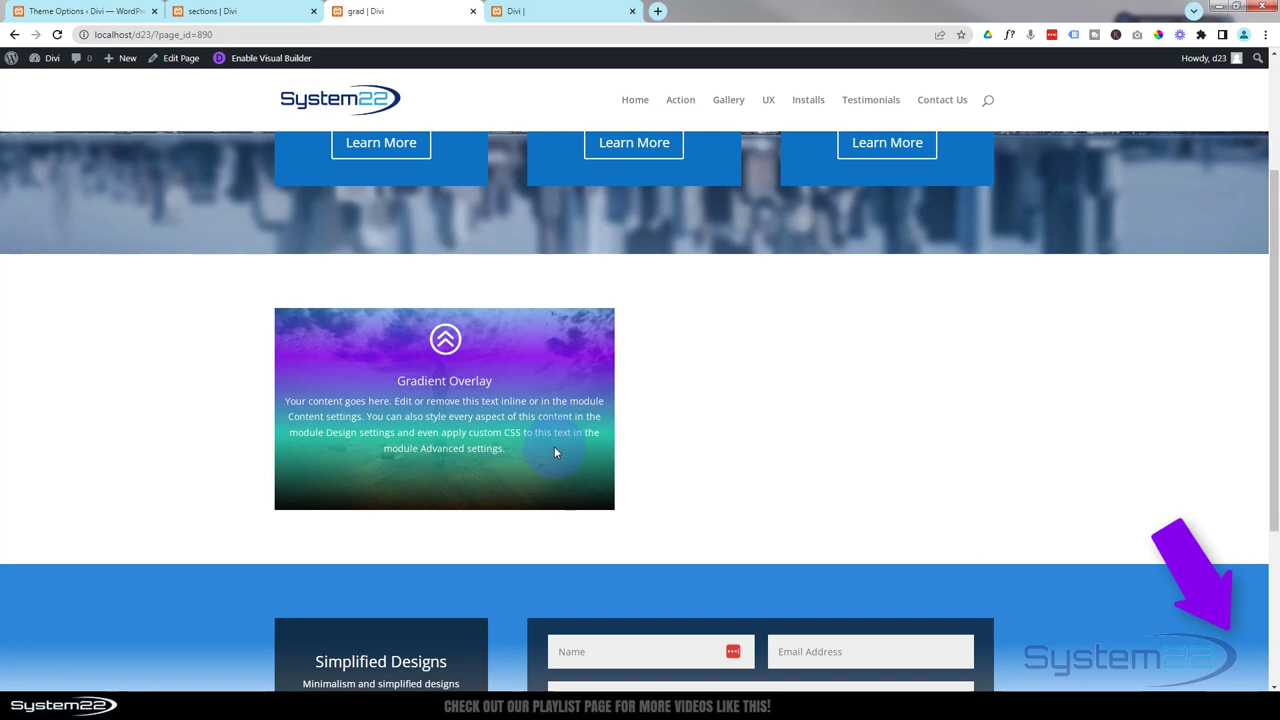 Theme Options ‹ Divi — WordPr
sections | Divi
grad | Divi
Divi |
localhost/d23/?page_id=890
Divi
0
New
Edit Page
Enable Visual Builder
Howdy, d23
System22
Home
Action
Gallery
UX
Installs
Testimonials
Contact Us
Learn More
Learn More
Learn More
Gradient Overlay
Your content goes here. Edit or remove this text inline or in the module
Content settings. You can also style every aspect of this content in the
module Design settings and even apply custom CSS to this text in the
module Advanced settings.
Simplified Designs
Minimalism and simplified designs
Name
Email Address
System22
System22
CHECK OUT OUR PLAYLIST PAGE FOR MORE VIDEOS LIKE THIS!